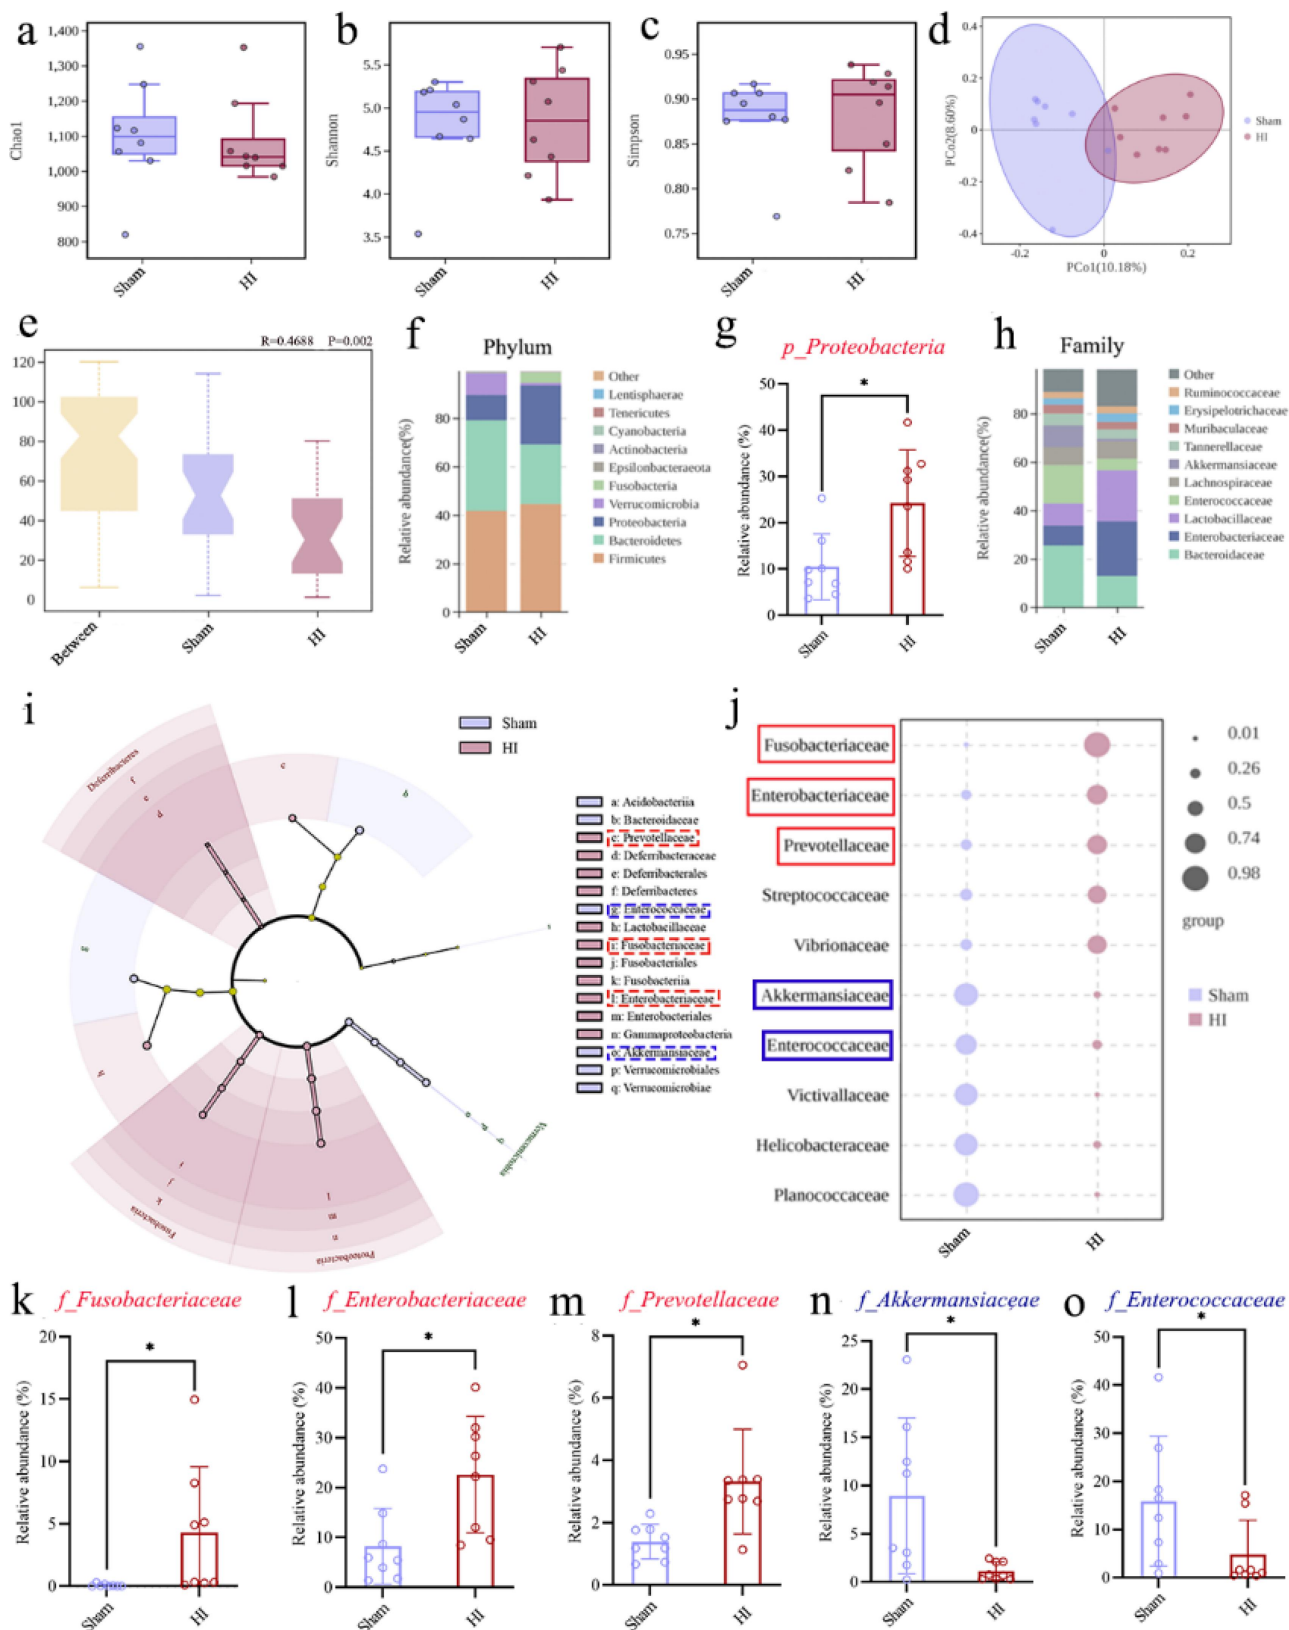 a
1,400
1,300
1,200
1,100
1,000
900
800
Chao1
Sham
HI
b
5.5
5.0
4.5
4.0
3.5
Shannon
Sham
HI
c
0.95
0.90
0.85
0.80
0.75
Simpson
Sham
HI
d
0.4
0.2
0
-0.2
-0.4
PCo2(8.60%)
-0.2
0
0.2
PCo1(10.18%)
Sham
HI
e
R=0.4688 P=0.002
120
100
80
60
40
20
0
Between
Sham
HI
f
Phylum
80
60
40
20
0
Relative abundance(%)
Sham
HI
Other
Lentisphaerae
Tenericutes
Cyanobacteria
Actinobacteria
Epsilonbacteraeota
Fusobacteria
Verrucomicrobia
Proteobacteria
Bacteroidetes
Firmicutes
g
p_Proteobacteria
*
50
40
30
20
10
0
Relative abundance (%)
Sham
HI
h
Family
80
60
40
20
0
Relative abundance(%)
Sham
HI
Other
Ruminococcaceae
Erysipelotrichaceae
Muribaculaceae
Tannerellaceae
Akkermansiaceae
Lachnospiraceae
Enterococcaceae
Lactobacillaceae
Enterobacteriaceae
Bacteroidaceae
i
Sham
HI
Deferribacteres
f
e
d
c
b
g
h
i
j
k
Fusobacteria
l
m
n
Proteobacteria
o
p
q
Verrucomicrobia
a: Acidobacteriia
b: Bacteroidaceae
c: Prevotellaceae
d: Deferribacteraceae
e: Deferribacterales
f: Deferribacteres
g: Enterococcaceae
h: Lactobacillaceae
i: Fusobacteriaceae
j: Fusobacteriales
k: Fusobacteriia
l: Enterobacteriaceae
m: Enterobacteriales
n: Gammaproteobacteria
o: Akkermansiaceae
p: Verrucomicrobiales
q: Verrucomicrobiae
j
Fusobacteriaceae
Enterobacteriaceae
Prevotellaceae
Streptococcaceae
Vibrionaceae
Akkermansiaceae
Enterococcaceae
Victivallaceae
Helicobacteraceae
Planococcaceae
Sham
HI
0.01
0.26
0.5
0.74
0.98
group
Sham
HI
k
f_Fusobacteriaceae
*
20
15
10
5
0
Relative abundance (%)
Sham
HI
l
f_Enterobacteriaceae
*
50
40
30
20
10
0
Relative abundance (%)
Sham
HI
m
f_Prevotellaceae
*
8
6
4
2
0
Relative abundance (%)
Sham
HI
n
f_Akkermansiaceae
*
25
20
15
10
5
0
Relative abundance (%)
Sham
HI
o
f_Enterococcaceae
*
50
40
30
20
10
0
Relative abundance (%)
Sham
HI